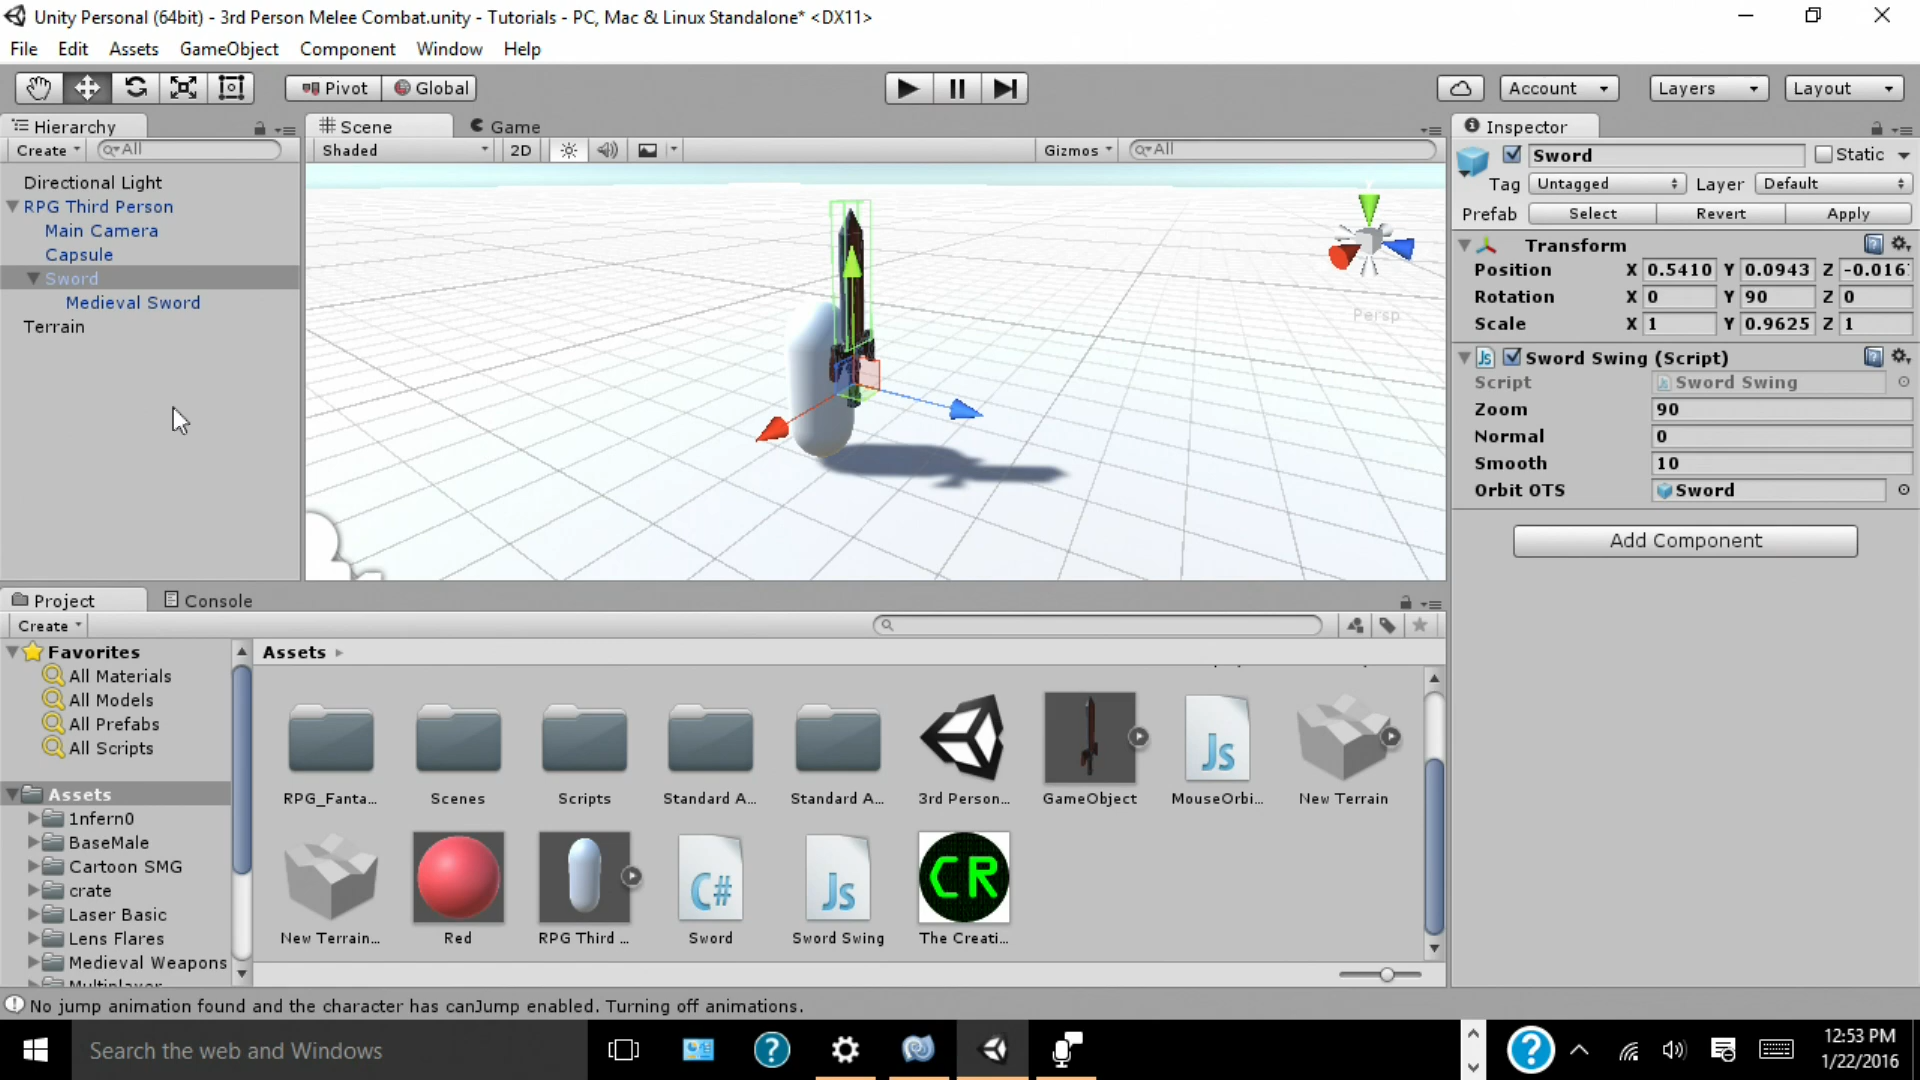 Unity Personal (64bit) - 3rd Person Melee Combat.unity - Tutorials - PC, Mac & Linux Standalone* <DX11>
File Edit Assets GameObject Component Window Help
Pivot Global Account Layers Layout
Hierarchy
Create All
Directional Light
RPG Third Person
Main Camera
Capsule
Sword
Medieval Sword
Terrain
Scene Game
Shaded 2D Gizmos All
Persp
Inspector
Sword Static
Tag Untagged Layer Default
Prefab Select Revert Apply
Transform
Position X 0.5410 Y 0.0943 Z -0.016
Rotation X 0 Y 90 Z 0
Scale X 1 Y 0.9625 Z 1
Js Sword Swing (Script)
Script Sword Swing
Zoom 90
Normal 0
Smooth 10
Orbit OTS Sword
Add Component
Project Console
Create
Favorites
All Materials
All Models
All Prefabs
All Scripts
Assets
1nfern0
BaseMale
Cartoon SMG
crate
Laser Basic
Lens Flares
Medieval Weapons
Assets
Js
RPG_Fanta... Scenes Scripts Standard A... Standard A... 3rd Person... GameObject MouseOrbi... New Terrain
C# Js CR
New Terrain... Red RPG Third ... Sword Sword Swing The Creati...
No jump animation found and the character has canJump enabled. Turning off animations.
Search the web and Windows
12:53 PM
1/22/2016